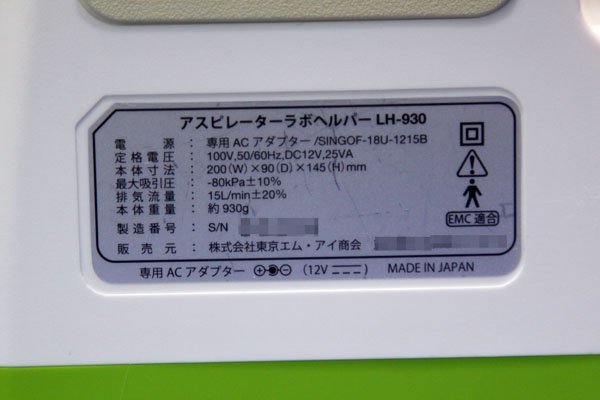 アスピレーターラボヘルパー LH-930
電源：専用 AC アダプター/SINGOF-18U-1215B
定格電圧：100V,50/60Hz,DC12V,25VA
本体寸法：200(W)×90(D)×145(H)mm
最大吸引圧：-80kPa±10%
排気流量：15L/min±20%
本体重量：約930g
製造番号：S/N
販売元：株式会社東京エム・アイ商会
EMC 適合
専用 AC アダプター (12V) MADE IN JAPAN